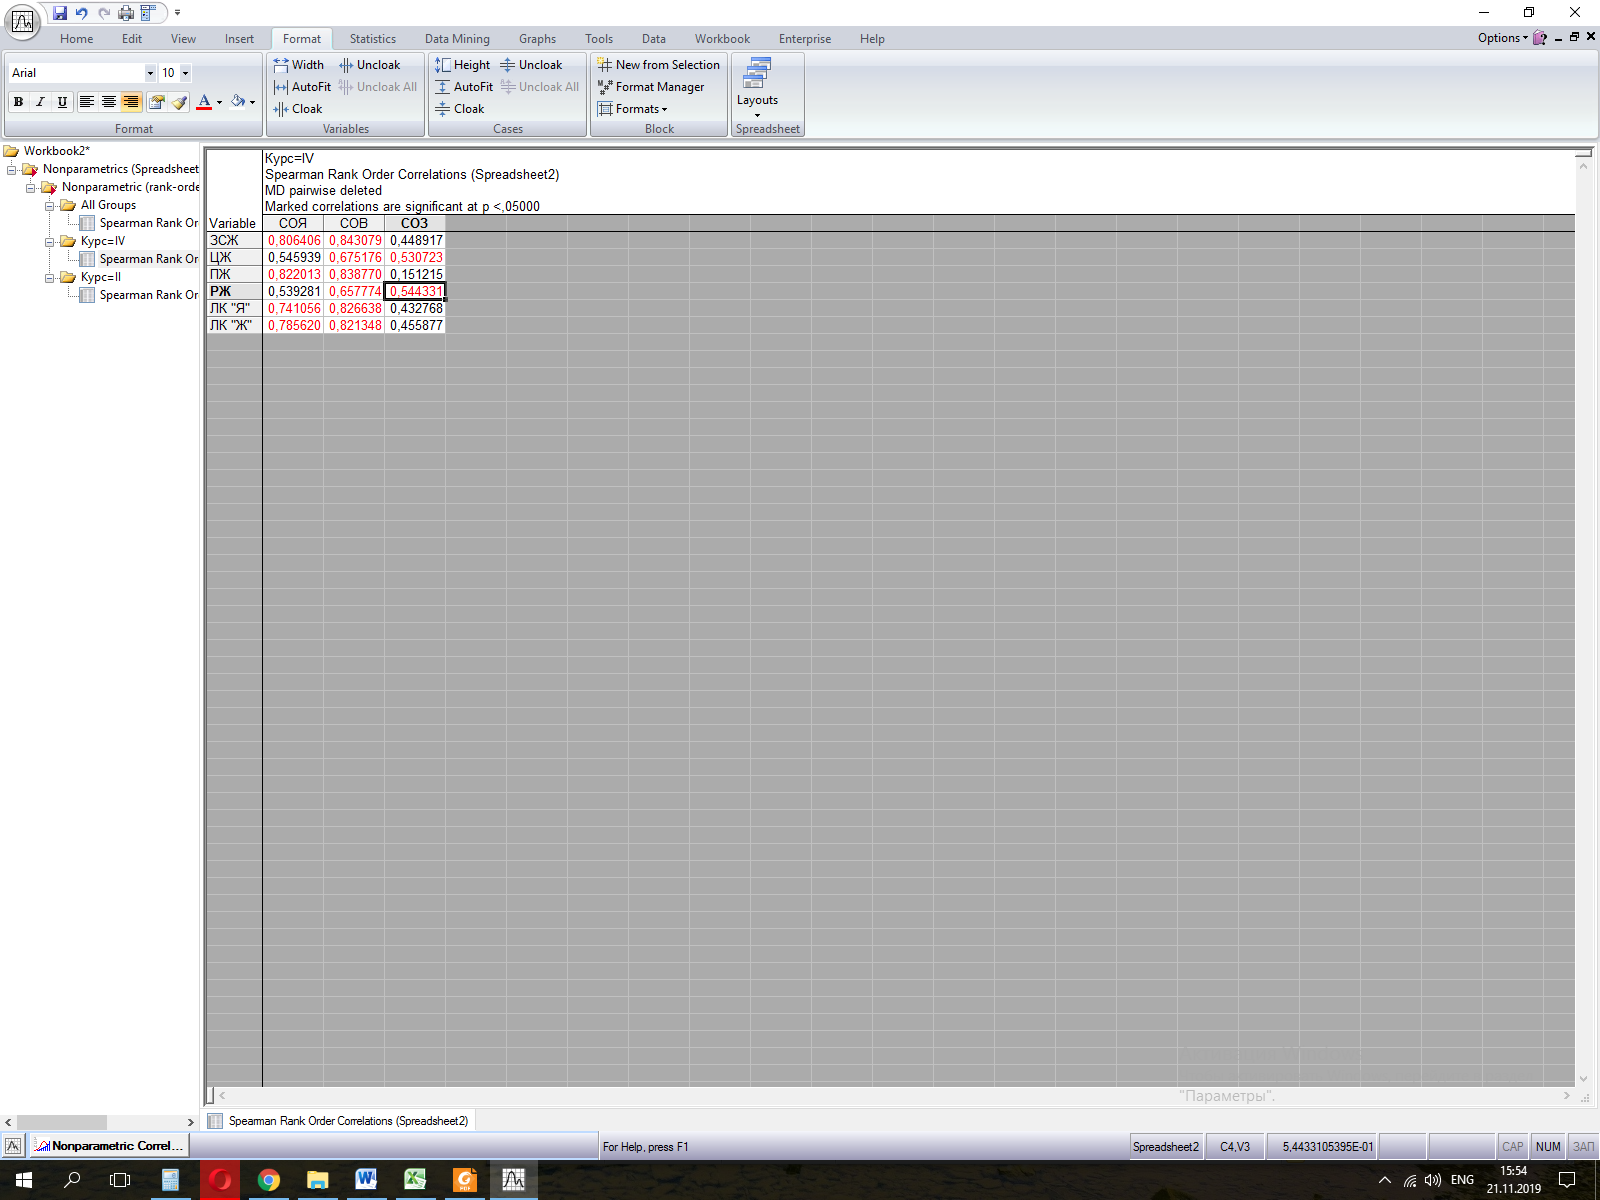 Home Edit View Insert Format Statistics Data Mining Graphs Tools Data Workbook Enterprise Help Options
Arial 10 Width Uncloak Height Uncloak New from Selection
AutoFit Uncloak All AutoFit Uncloak All Format Manager
B I U A Cloak Cloak Formats Layouts
Format Variables Cases Block Spreadsheet
Workbook2*
Nonparametrics (Spreadsheet
Nonparametric (rank-orde
All Groups
Spearman Rank Or
Курс=IV
Spearman Rank Or
Курс=II
Spearman Rank Or
Курс=IV
Spearman Rank Order Correlations (Spreadsheet2)
MD pairwise deleted
Marked correlations are significant at p <,05000
Variable СОЯ СОВ СОЗ
ЗСЖ 0,806406 0,843079 0,448917
ЦЖ 0,545939 0,675176 0,530723
ПЖ 0,822013 0,838770 0,151215
РЖ 0,539281 0,657774 0,544331
ЛК "Я" 0,741056 0,826638 0,432768
ЛК "Ж" 0,785620 0,821348 0,455877
"Параметры".
Spearman Rank Order Correlations (Spreadsheet2)
Nonparametric Correl... For Help, press F1 Spreadsheet2 C4,V3 5,4433105395E-01 CAP NUM ЗАП
ENG 15:54
21.11.2019